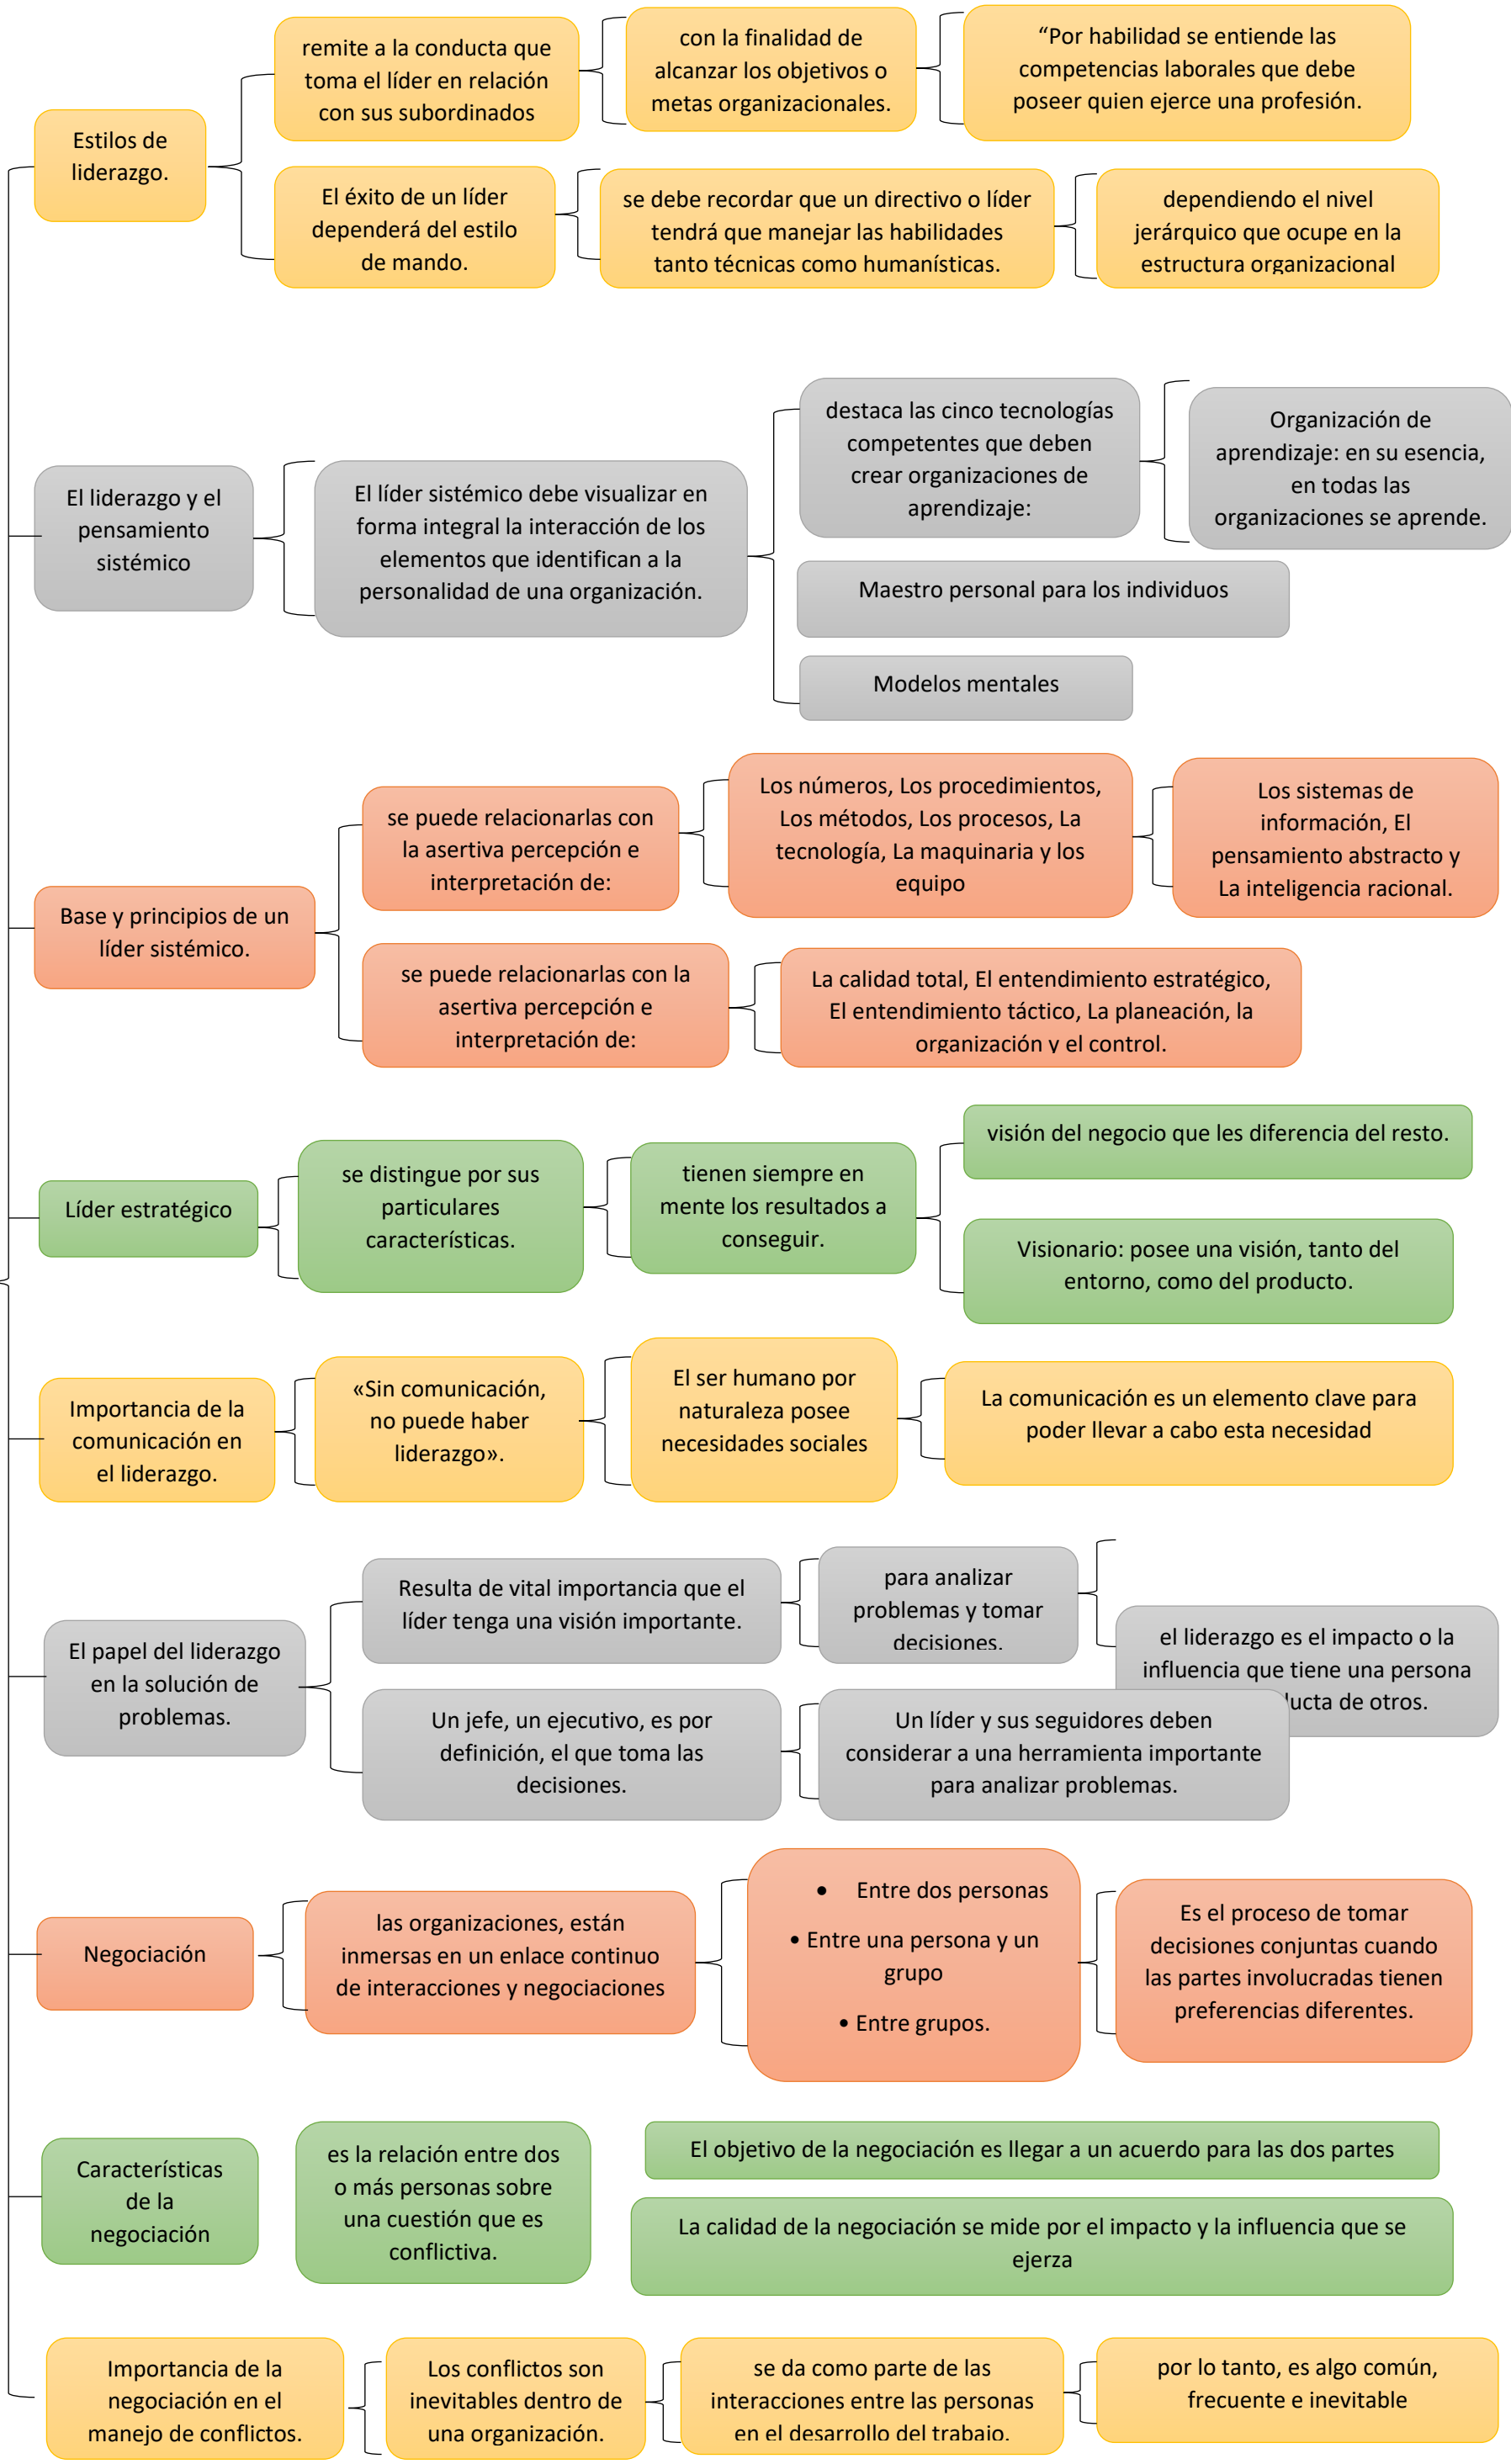 Estilos de
liderazgo.
remite a la conducta que
toma el líder en relación
con sus subordinados
con la finalidad de
alcanzar los objetivos o
metas organizacionales.
“Por habilidad se entiende las
competencias laborales que debe
poseer quien ejerce una profesión.
El éxito de un líder
dependerá del estilo
de mando.
se debe recordar que un directivo o líder
tendrá que manejar las habilidades
tanto técnicas como humanísticas.
dependiendo el nivel
jerárquico que ocupe en la
estructura organizacional
El liderazgo y el
pensamiento
sistémico
El líder sistémico debe visualizar en
forma integral la interacción de los
elementos que identifican a la
personalidad de una organización.
destaca las cinco tecnologías
competentes que deben
crear organizaciones de
aprendizaje:
Organización de
aprendizaje: en su esencia,
en todas las
organizaciones se aprende.
Maestro personal para los individuos
Modelos mentales
Base y principios de un
líder sistémico.
se puede relacionarlas con
la asertiva percepción e
interpretación de:
Los números, Los procedimientos,
Los métodos, Los procesos, La
tecnología, La maquinaria y los
equipo
Los sistemas de
información, El
pensamiento abstracto y
La inteligencia racional.
se puede relacionarlas con la
asertiva percepción e
interpretación de:
La calidad total, El entendimiento estratégico,
El entendimiento táctico, La planeación, la
organización y el control.
Líder estratégico
se distingue por sus
particulares
características.
tienen siempre en
mente los resultados a
conseguir.
visión del negocio que les diferencia del resto.
Visionario: posee una visión, tanto del
entorno, como del producto.
Importancia de la
comunicación en
el liderazgo.
«Sin comunicación,
no puede haber
liderazgo».
El ser humano por
naturaleza posee
necesidades sociales
La comunicación es un elemento clave para
poder llevar a cabo esta necesidad
El papel del liderazgo
en la solución de
problemas.
Resulta de vital importancia que el
líder tenga una visión importante.
para analizar
problemas y tomar
decisiones.
el liderazgo es el impacto o la
influencia que tiene una persona
de otros.
Un jefe, un ejecutivo, es por
definición, el que toma las
decisiones.
Un líder y sus seguidores deben
considerar a una herramienta importante
para analizar problemas.
Negociación
las organizaciones, están
inmersas en un enlace continuo
de interacciones y negociaciones
• Entre dos personas
• Entre una persona y un
grupo
• Entre grupos.
Es el proceso de tomar
decisiones conjuntas cuando
las partes involucradas tienen
preferencias diferentes.
Características
de la
negociación
es la relación entre dos
o más personas sobre
una cuestión que es
conflictiva.
El objetivo de la negociación es llegar a un acuerdo para las dos partes
La calidad de la negociación se mide por el impacto y la influencia que se
ejerza
Importancia de la
negociación en el
manejo de conflictos.
Los conflictos son
inevitables dentro de
una organización.
se da como parte de las
interacciones entre las personas
en el desarrollo del trabajo.
por lo tanto, es algo común,
frecuente e inevitable